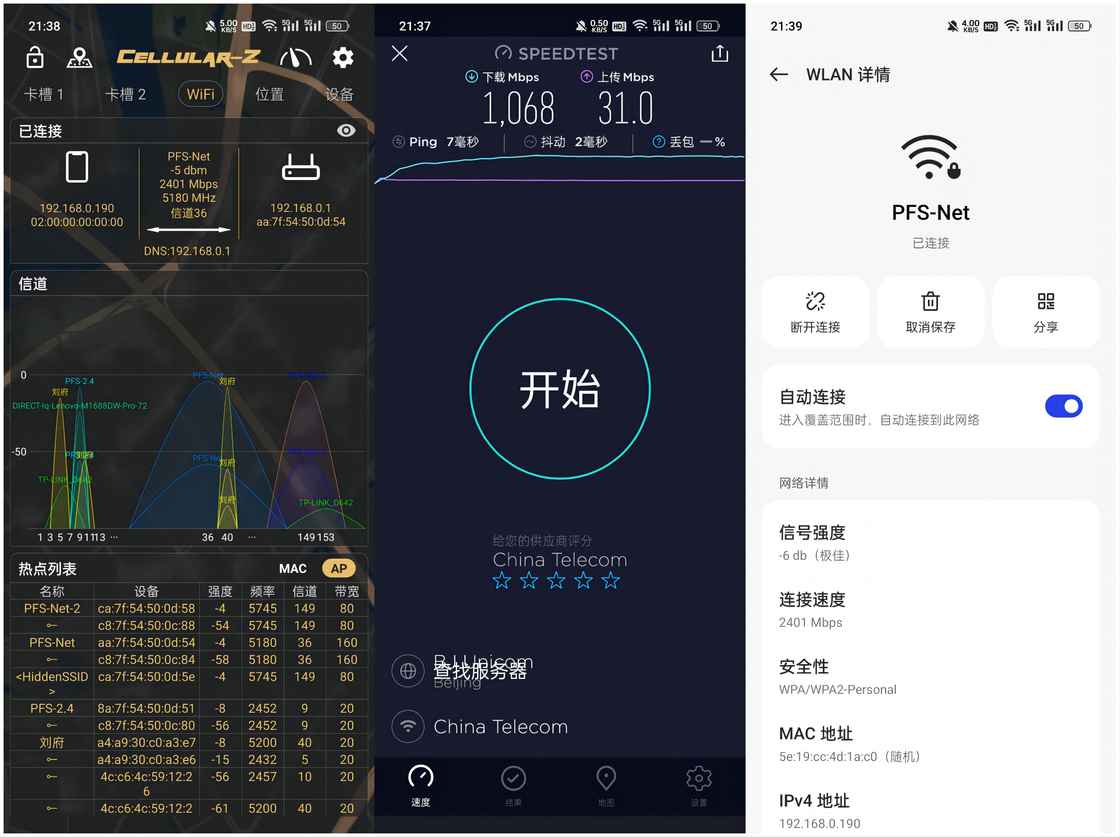 21:38
5.00
KB/S
HD
5G
5G
50
CELLULAR-Z
卡槽 1
卡槽 2
WiFi
位置
设备
已连接
PFS-Net
-5 dbm
2401 Mbps
5180 MHz
信道36
192.168.0.190
02:00:00:00:00:00
192.168.0.1
aa:7f:54:50:0d:54
DNS:192.168.0.1
信道
0
PFS-2.4
刘府
DIRECT-lq-Lenovo-M1688DW-Pro-72
刘府
-50
刘府
TP-LINK_D642
刘府
TP-LINK_D642
1 3 5 7 9 11 13 ··· 36 40 ··· 149 153
热点列表
MAC
AP
名称 设备 强度 频率 信道 带宽
PFS-Net-2 ca:7f:54:50:0d:58 -4 5745 149 80
c8:7f:54:50:0c:88 -54 5745 149 80
PFS-Net aa:7f:54:50:0d:54 -4 5180 36 160
c8:7f:54:50:0c:84 -58 5180 36 160
<HiddenSSID
> ca:7f:54:50:0d:5e -4 5745 149 80
PFS-2.4 8a:7f:54:50:0d:51 -8 2452 9 20
c8:7f:54:50:0c:80 -56 2452 9 20
刘府 a4:a9:30:c0:a3:e7 -8 5200 40 20
a4:a9:30:c0:a3:e6 -15 2432 5 20
4c:c6:4c:59:12:2
6 -56 2457 10 20
4c:c6:4c:59:12:2 -61 5200 40 20
21:37
0.50
KB/S
HD
5G
5G
50
SPEEDTEST
下载 Mbps
上传 Mbps
1,068
31.0
Ping 7毫秒
抖动 2毫秒
丢包 — %
开始
给您的供应商评分
China Telecom
BJ Unicom
查找服务器
Beijing
China Telecom
速度
结果
地图
设置
21:39
4.00
KB/S
HD
5G
5G
50
WLAN 详情
PFS-Net
已连接
断开连接
取消保存
分享
自动连接
进入覆盖范围时，自动连接到此网络
网络详情
信号强度
-6 db（极佳）
连接速度
2401 Mbps
安全性
WPA/WPA2-Personal
MAC 地址
5e:19:cc:4d:1a:c0（随机）
IPv4 地址
192.168.0.190